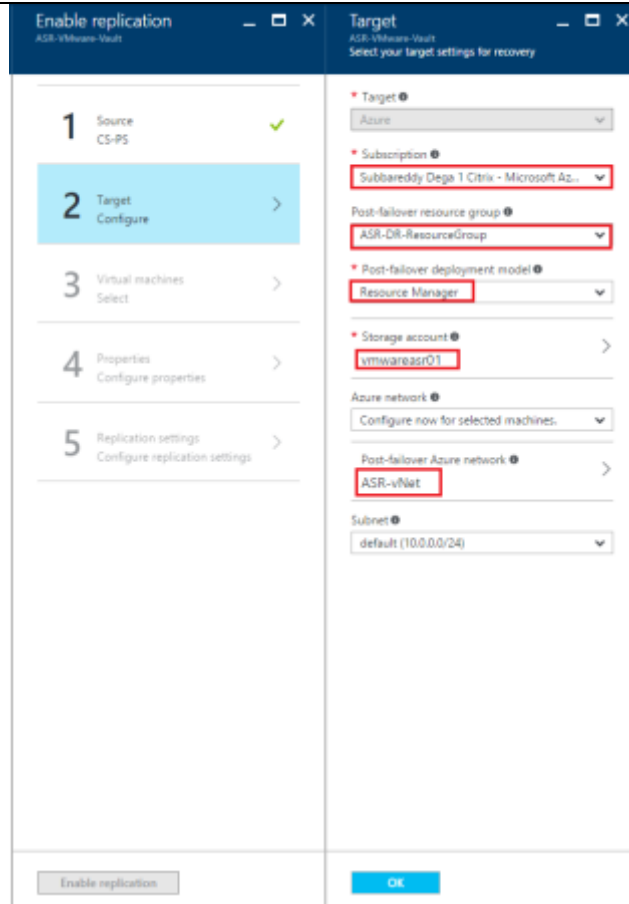 Enable replication
ASR-VMware-Vault
1
Source
CS-PS
2
Target
Configure
3
Virtual machines
Select
4
Properties
Configure properties
5
Replication settings
Configure replication settings
Enable replication
Target
ASR-VMware-Vault
Select your target settings for recovery
* Target
Azure
* Subscription
Subbareddy Dega 1 Citrix - Microsoft Az...
Post-failover resource group
ASR-DR-ResourceGroup
* Post-failover deployment model
Resource Manager
* Storage account
vmwareasr01
Azure network
Configure now for selected machines.
Post-failover Azure network
ASR-vNet
Subnet
default (10.0.0.0/24)
OK